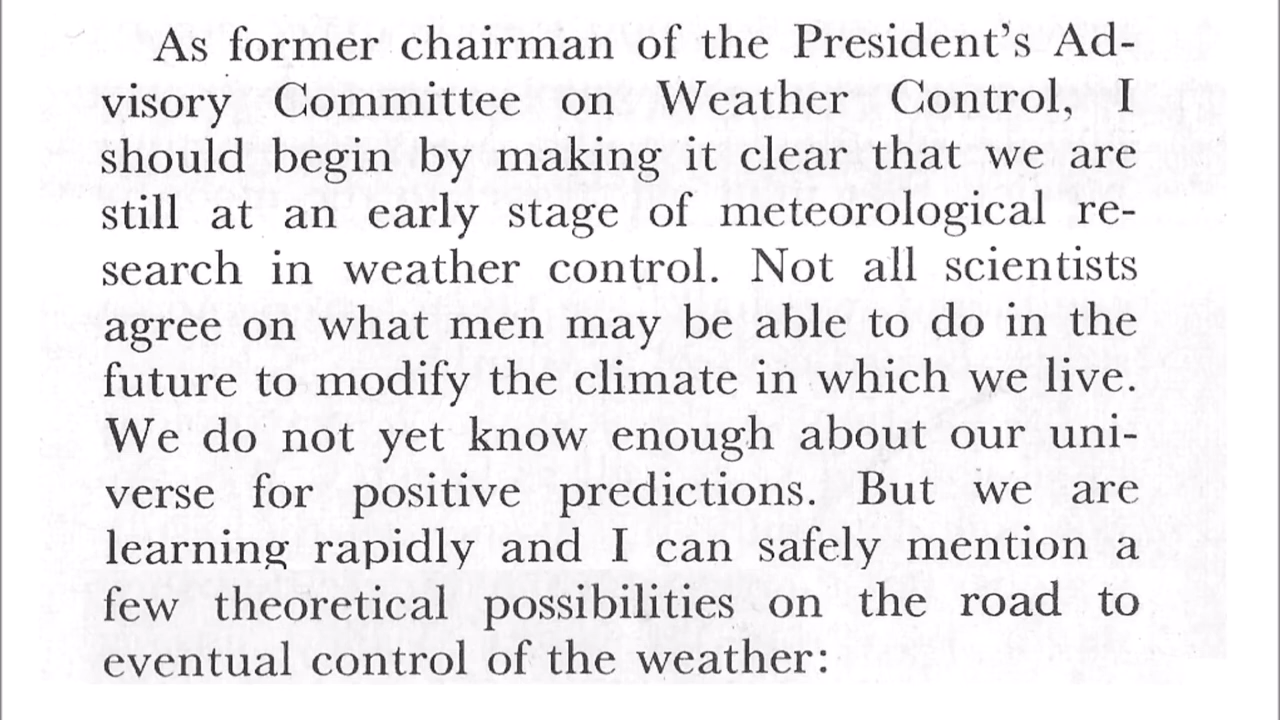 As former chairman of the President's Ad-
visory Committee on Weather Control, I
should begin by making it clear that we are
still at an early stage of meteorological re-
search in weather control. Not all scientists
agree on what men may be able to do in the
future to modify the climate in which we live.
We do not yet know enough about our uni-
verse for positive predictions. But we are
learning rapidly and I can safely mention a
few theoretical possibilities on the road to
eventual control of the weather: